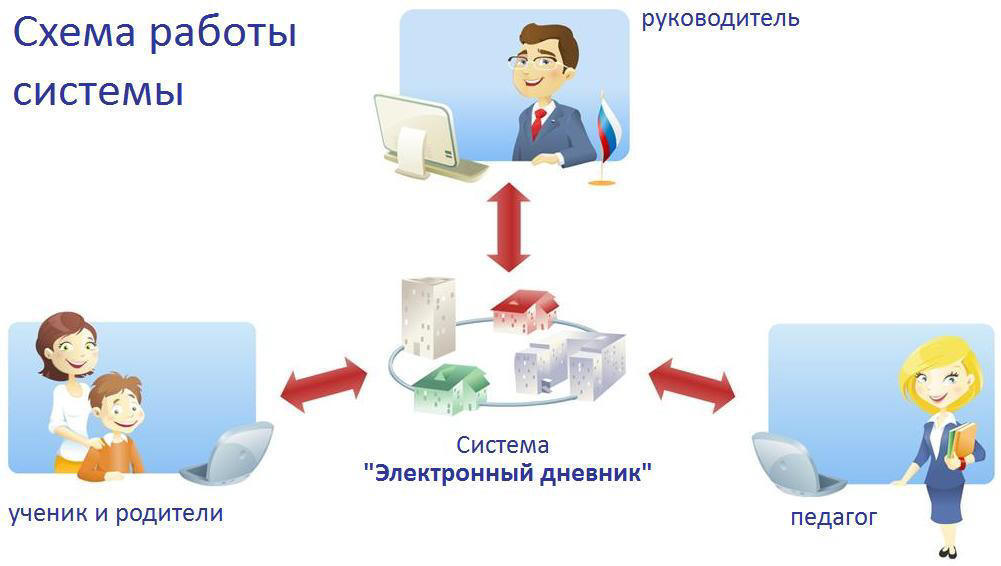 Схема работы
системы
руководитель
Система
"Электронный дневник"
ученик и родители
педагог